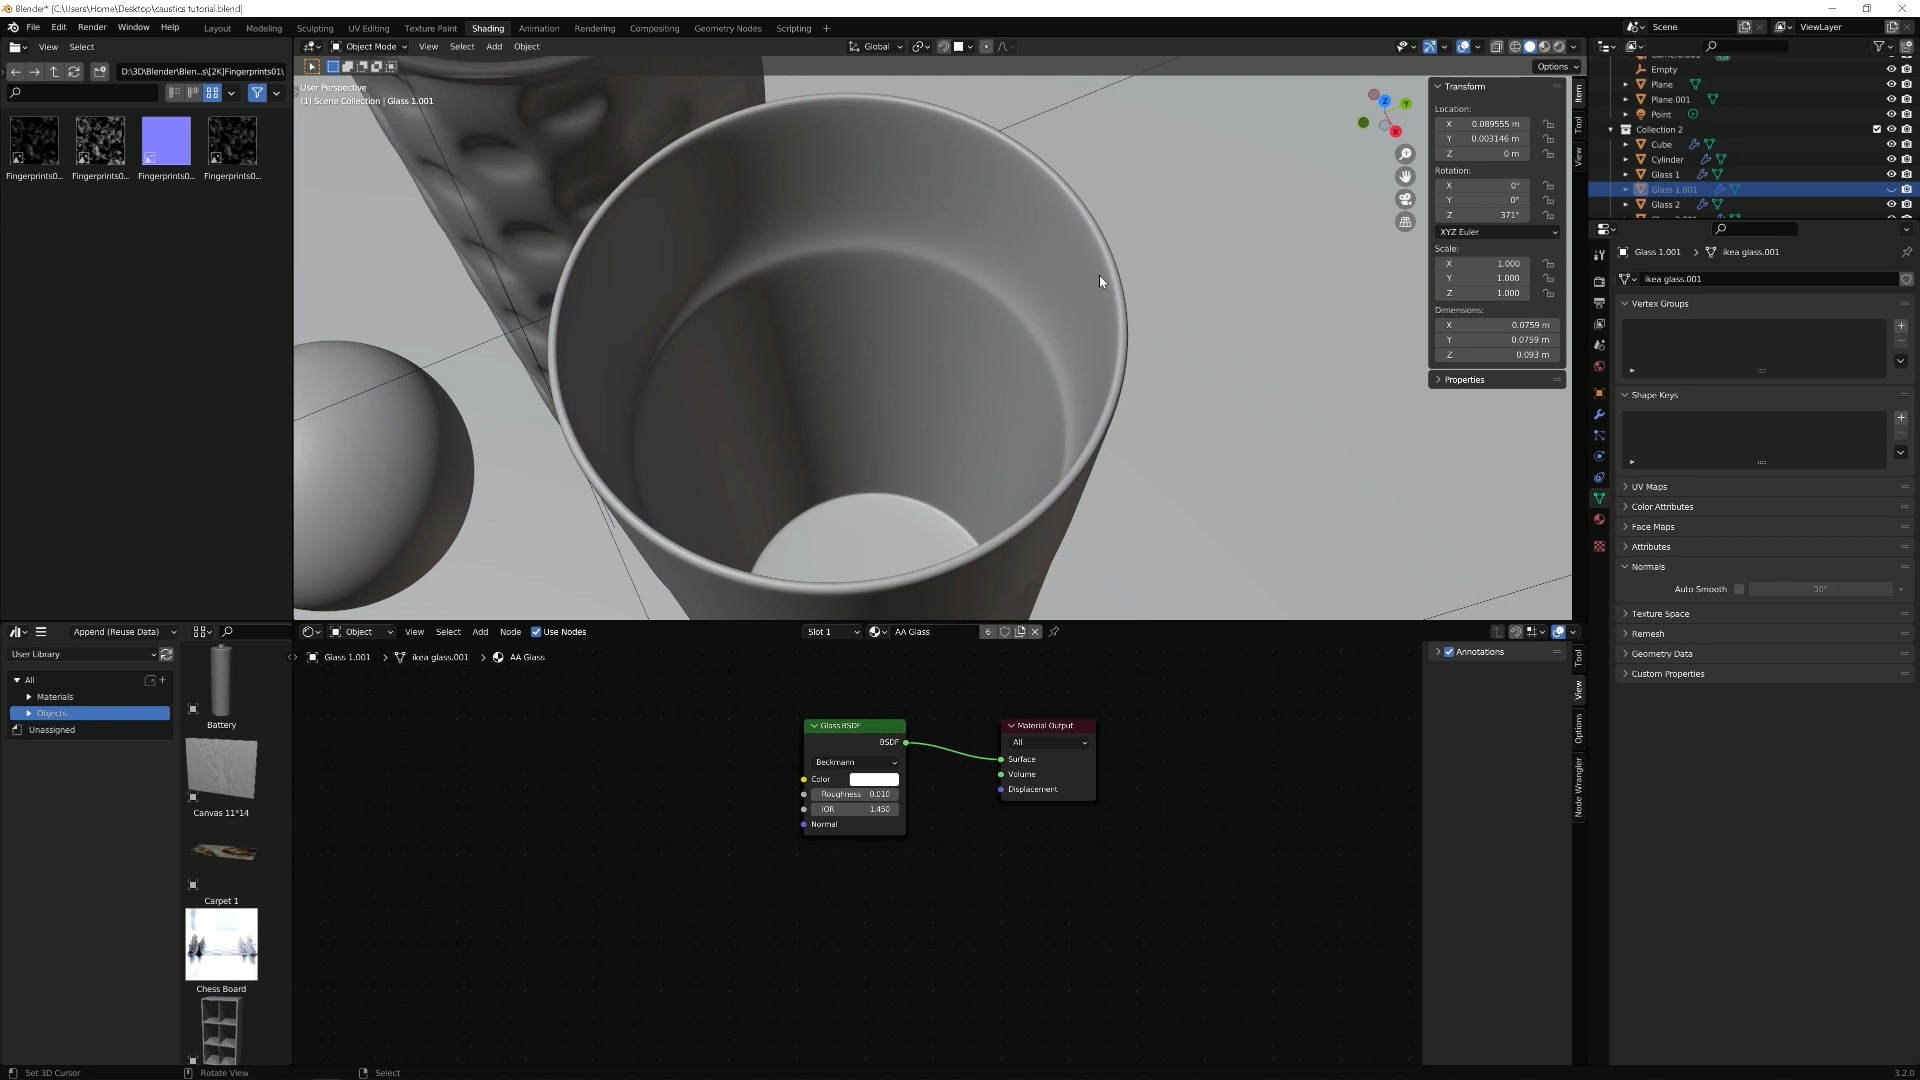 Blender* [C:\Users\Home\Desktop\caustics tutorial.blend]
File Edit Render Window Help
Layout Modeling Sculpting UV Editing Texture Paint Shading Animation Rendering Compositing Geometry Nodes Scripting +
Scene ViewLayer
View Select
Object Mode View Select Add Object Global
Options
D:\3D\Blender\Blen...s\[2K]Fingerprints01\
Fingerprints0... Fingerprints0... Fingerprints0... Fingerprints0...
User Perspective
(1) Scene Collection | Glass 1.001
Z Y X
Transform
Location:
X 0.089555 m
Y 0.003146 m
Z 0 m
Rotation:
X 0°
Y 0°
Z 371°
XYZ Euler
Scale:
X 1.000
Y 1.000
Z 1.000
Dimensions:
X 0.0759 m
Y 0.0759 m
Z 0.093 m
Properties
Item
Tool
View
Empty
Plane
Plane.001
Point
Collection 2
Cube
Cylinder
Glass 1
Glass 1.001
Glass 2
Glass 1.001 > ikea glass.001
ikea glass.001
Vertex Groups
Shape Keys
UV Maps
Color Attributes
Face Maps
Attributes
Normals
Auto Smooth 30°
Texture Space
Remesh
Geometry Data
Custom Properties
Append (Reuse Data)
User Library
All
Materials
Objects
Unassigned
Battery
Canvas 11*14
Carpet 1
Chess Board
Object View Select Add Node Use Nodes Slot 1 AA Glass 6
Glass 1.001 > ikea glass.001 > AA Glass
Glass BSDF
BSDF
Beckmann
Color
Roughness 0.010
IOR 1.450
Normal
Material Output
All
Surface
Volume
Displacement
Annotations
Tool
View
Options
Node Wrangler
Set 3D Cursor Rotate View Select
3.2.0